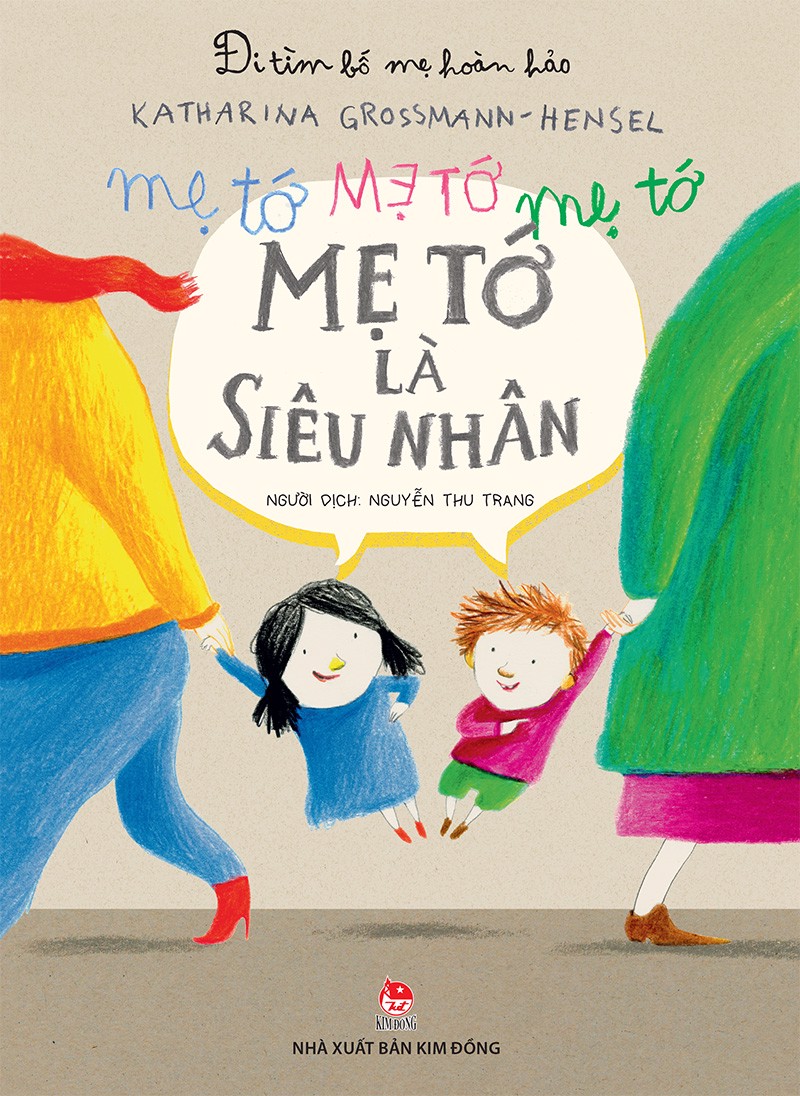 Đi tìm bố mẹ hoàn hảo
KATHARINA GROSSMANN-HENSEL
mẹ tớ MẸ TỚ mẹ tớ
MẸ TỚ
LÀ
SIÊU NHÂN
NGƯỜI DỊCH: NGUYỄN THU TRANG
Kđ
KIM ĐỒNG
NHÀ XUẤT BẢN KIM ĐỒNG